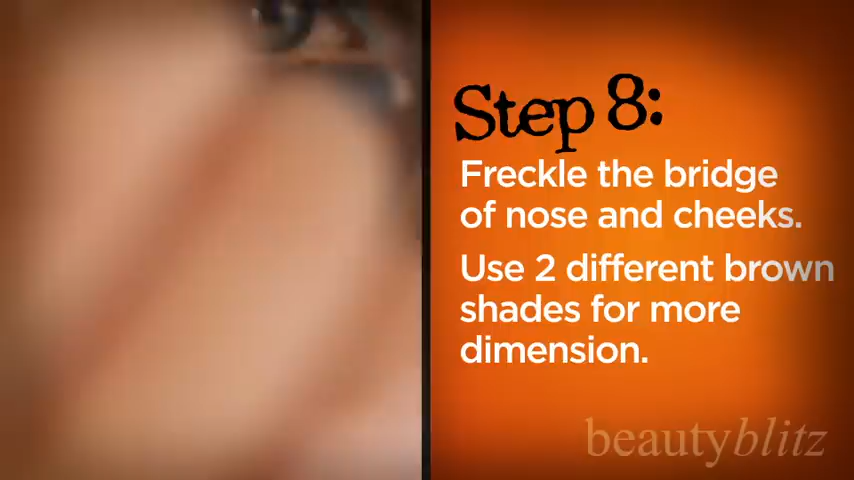 Step 8:
Freckle the bridge
of nose and cheeks.
Use 2 different brown
shades for more
dimension.
beautyblitz